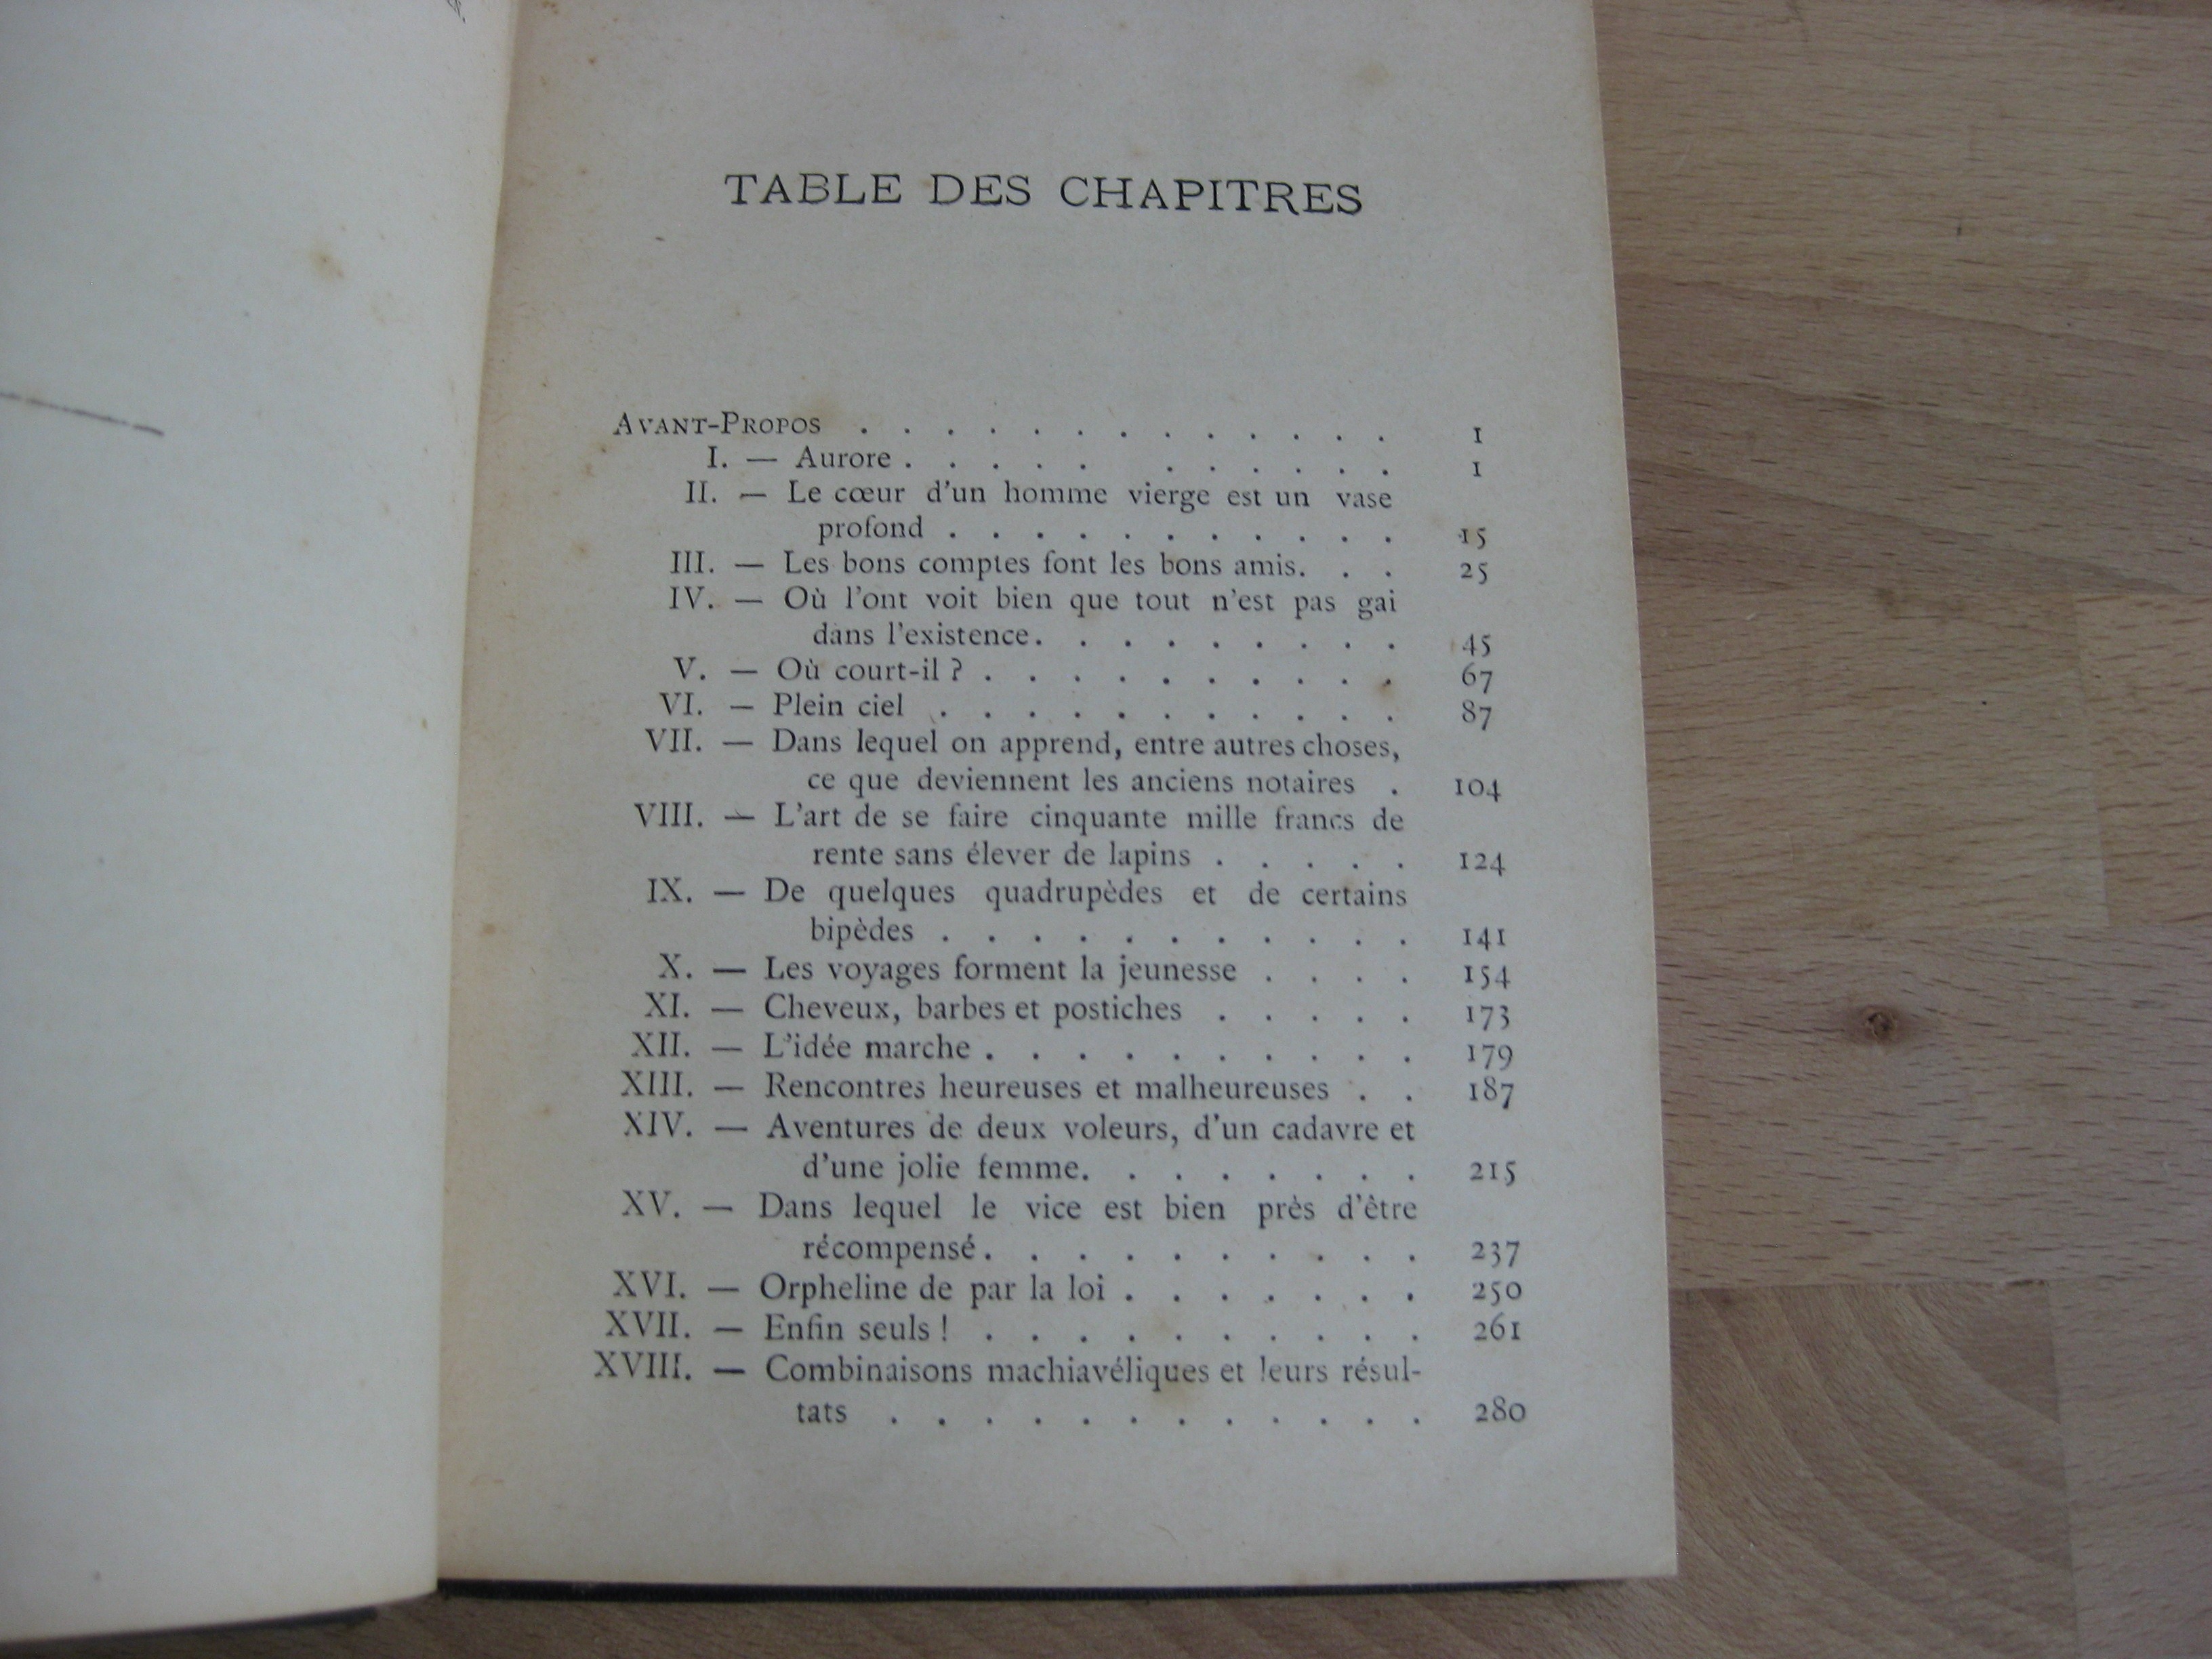 TABLE DES CHAPITRES
AVANT-PROPOS . . . . . . . . . . . . . 1
I. — Aurore . . . . . . . . . . . 1
II. — Le cœur d'un homme vierge est un vase
profond . . . . . . . . . . . 15
III. — Les bons comptes font les bons amis. . . 25
IV. — Où l'ont voit bien que tout n'est pas gai
dans l'existence. . . . . . . . . 45
V. — Où court-il ? . . . . . . . . . . 67
VI. — Plein ciel . . . . . . . . . . . 87
VII. — Dans lequel on apprend, entre autres choses,
ce que deviennent les anciens notaires . 104
VIII. — L'art de se faire cinquante mille francs de
rente sans élever de lapins . . . . . 124
IX. — De quelques quadrupèdes et de certains
bipèdes . . . . . . . . . . . 141
X. — Les voyages forment la jeunesse . . . . 154
XI. — Cheveux, barbes et postiches . . . . . 173
XII. — L'idée marche . . . . . . . . . . 179
XIII. — Rencontres heureuses et malheureuses . . 187
XIV. — Aventures de deux voleurs, d'un cadavre et
d'une jolie femme. . . . . . . . 215
XV. — Dans lequel le vice est bien près d'être
récompensé. . . . . . . . . . 237
XVI. — Orpheline de par la loi . . . . . . . 250
XVII. — Enfin seuls ! . . . . . . . . . . 261
XVIII. — Combinaisons machiavéliques et leurs résul-
tats . . . . . . . . . . . . 280